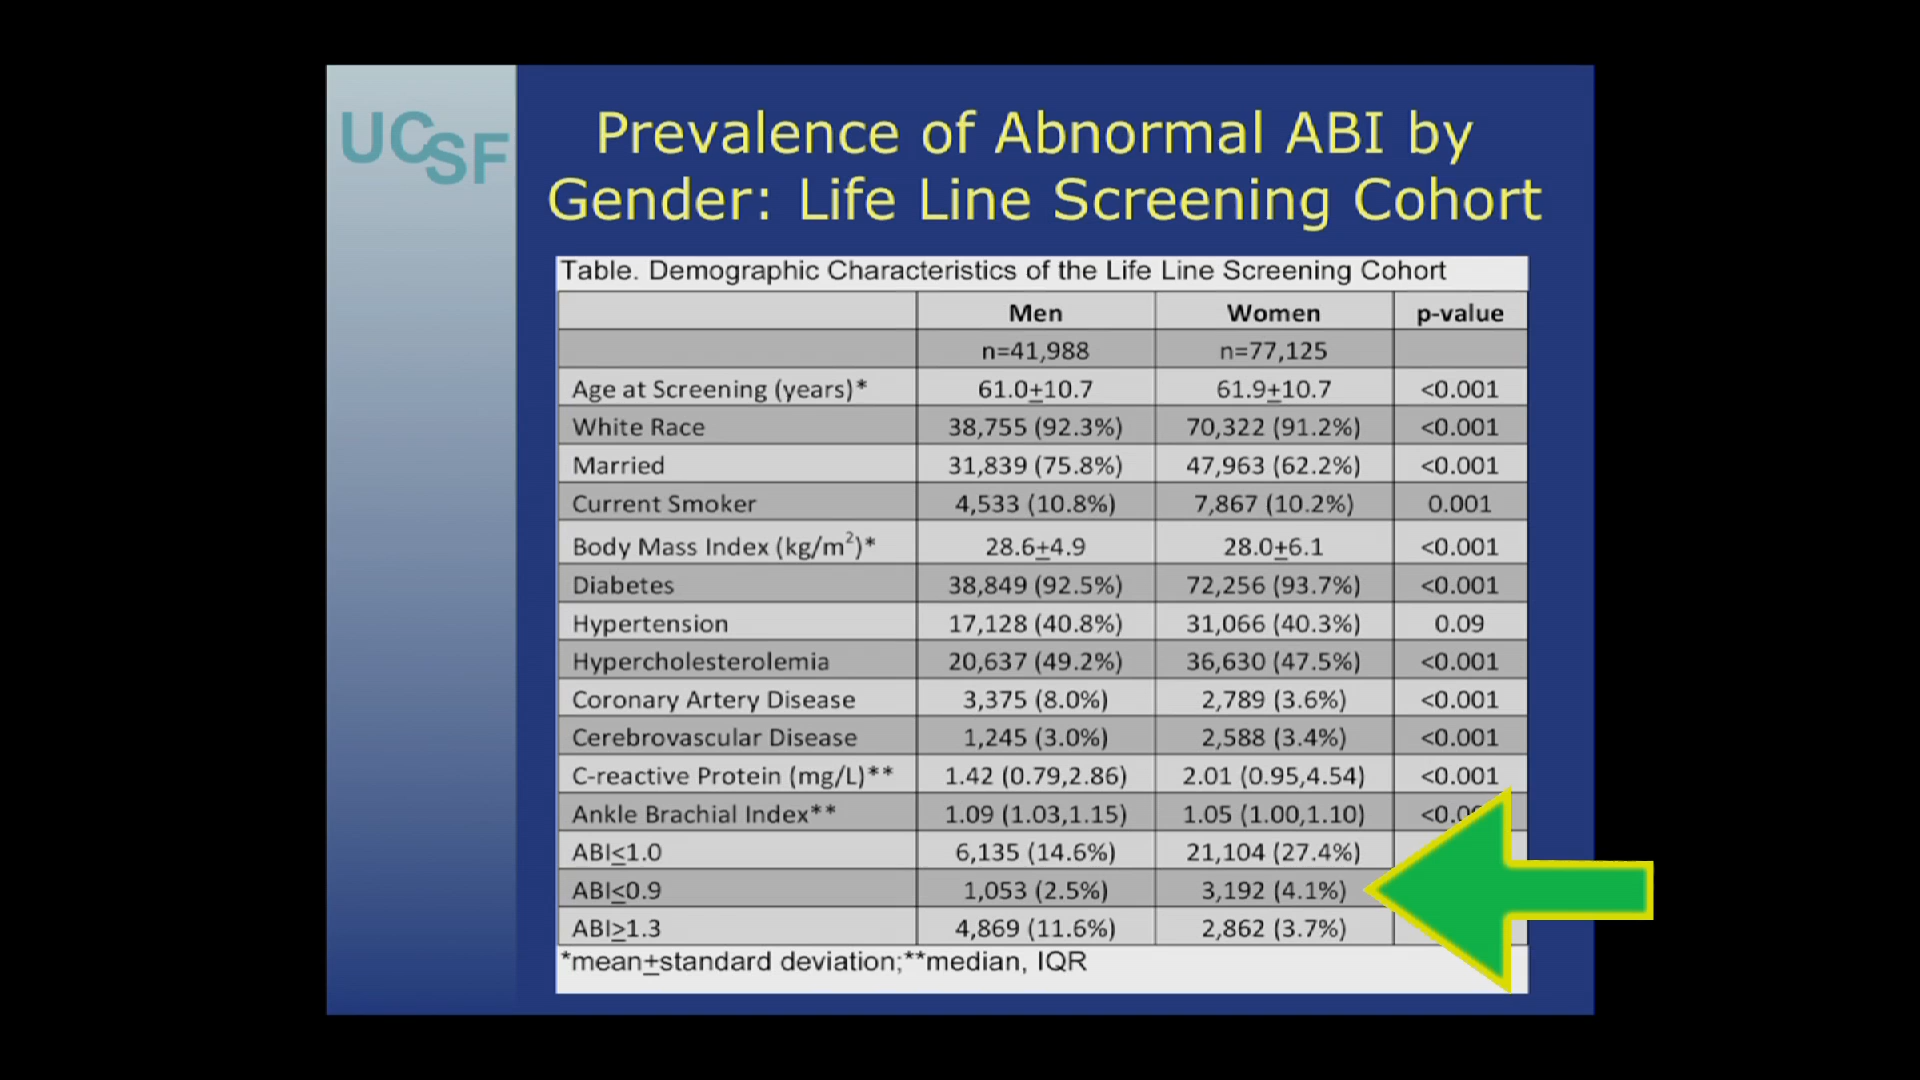 UCSF
Prevalence of Abnormal ABI by
Gender: Life Line Screening Cohort
Table. Demographic Characteristics of the Life Line Screening Cohort
Men Women p-value
n=41,988 n=77,125
Age at Screening (years)* 61.0±10.7 61.9±10.7 <0.001
White Race 38,755 (92.3%) 70,322 (91.2%) <0.001
Married 31,839 (75.8%) 47,963 (62.2%) <0.001
Current Smoker 4,533 (10.8%) 7,867 (10.2%) 0.001
Body Mass Index (kg/m²)* 28.6±4.9 28.0±6.1 <0.001
Diabetes 38,849 (92.5%) 72,256 (93.7%) <0.001
Hypertension 17,128 (40.8%) 31,066 (40.3%) 0.09
Hypercholesterolemia 20,637 (49.2%) 36,630 (47.5%) <0.001
Coronary Artery Disease 3,375 (8.0%) 2,789 (3.6%) <0.001
Cerebrovascular Disease 1,245 (3.0%) 2,588 (3.4%) <0.001
C-reactive Protein (mg/L)** 1.42 (0.79,2.86) 2.01 (0.95,4.54) <0.001
Ankle Brachial Index** 1.09 (1.03,1.15) 1.05 (1.00,1.10)
ABI≤1.0 6,135 (14.6%) 21,104 (27.4%)
ABI≤0.9 1,053 (2.5%) 3,192 (4.1%)
ABI≥1.3 4,869 (11.6%) 2,862 (3.7%)
*mean±standard deviation;**median, IQR